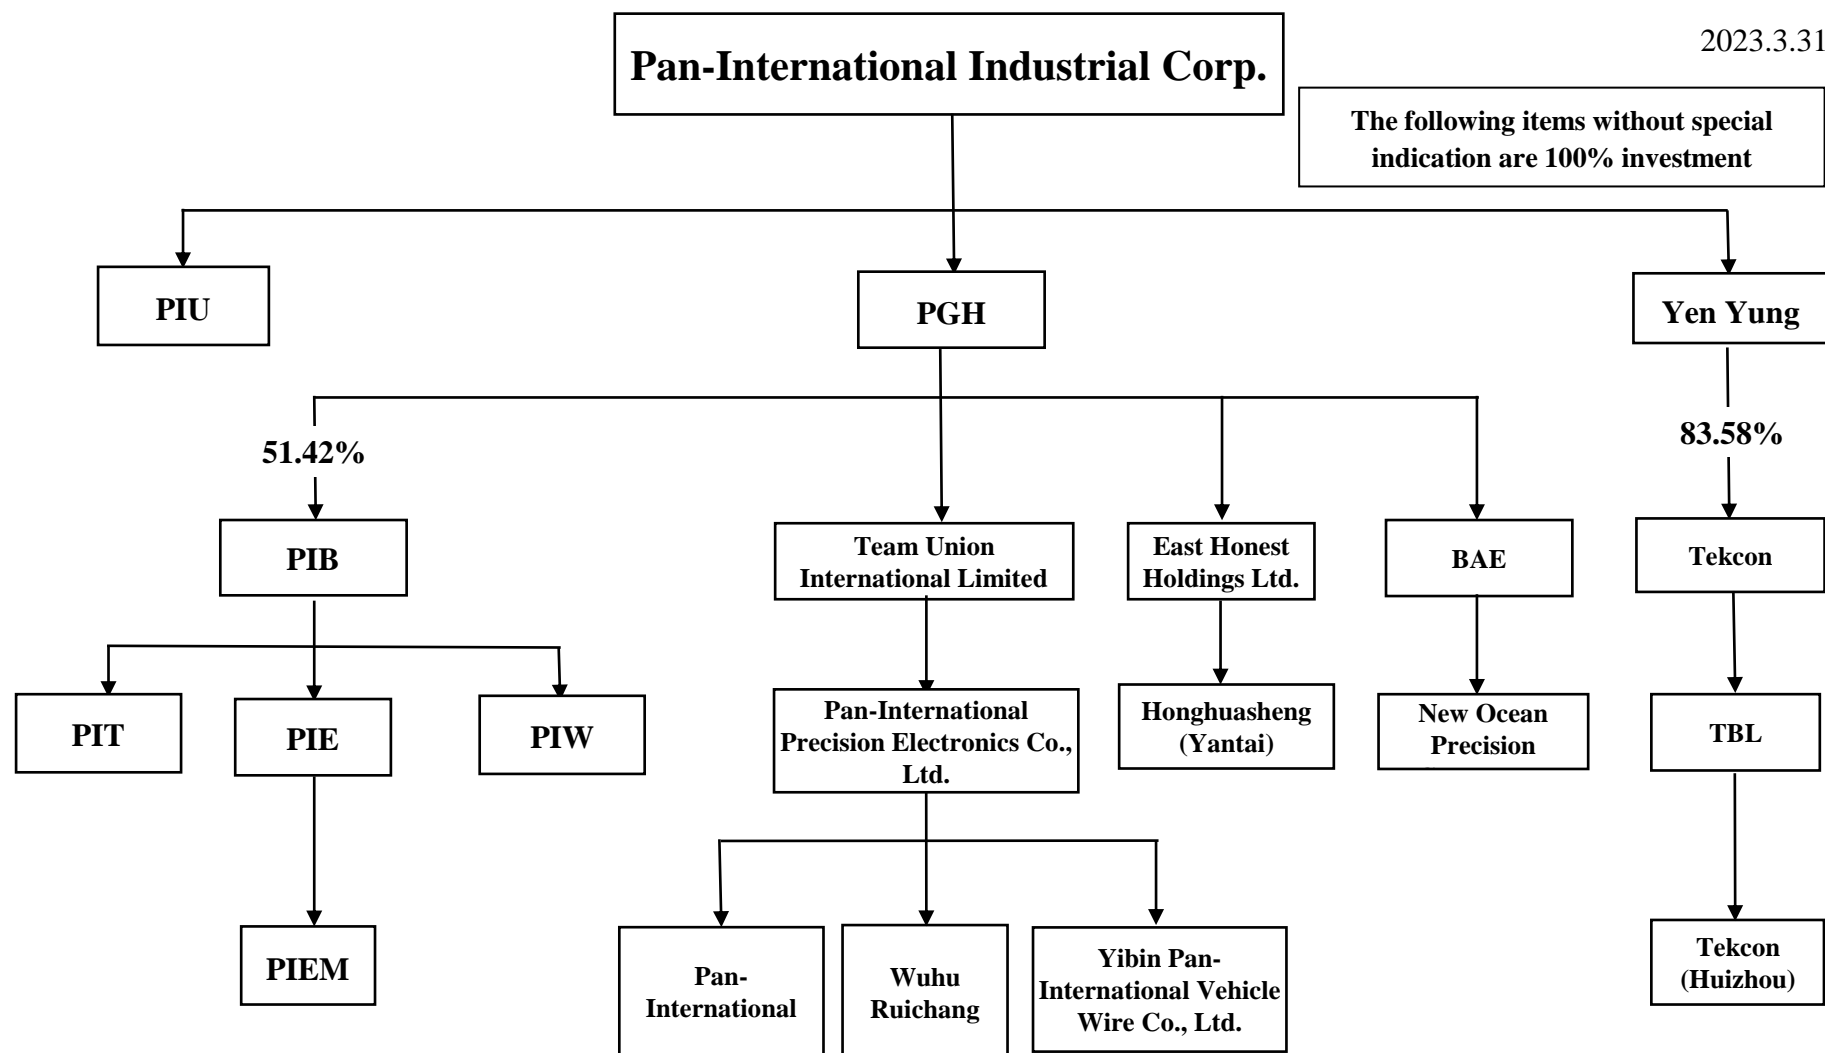 2023.3.31
Pan-International Industrial Corp.
The following items without special
indication are 100% investment
PIU
PGH
Yen Yung
51.42%
83.58%
PIB
Team Union
International Limited
East Honest
Holdings Ltd.
BAE
Tekcon
PIT
PIE
PIW
Pan-International
Precision Electronics Co.,
Ltd.
Honghuasheng
(Yantai)
New Ocean
Precision
TBL
PIEM
Pan-
International
Wuhu
Ruichang
Yibin Pan-
International Vehicle
Wire Co., Ltd.
Tekcon
(Huizhou)